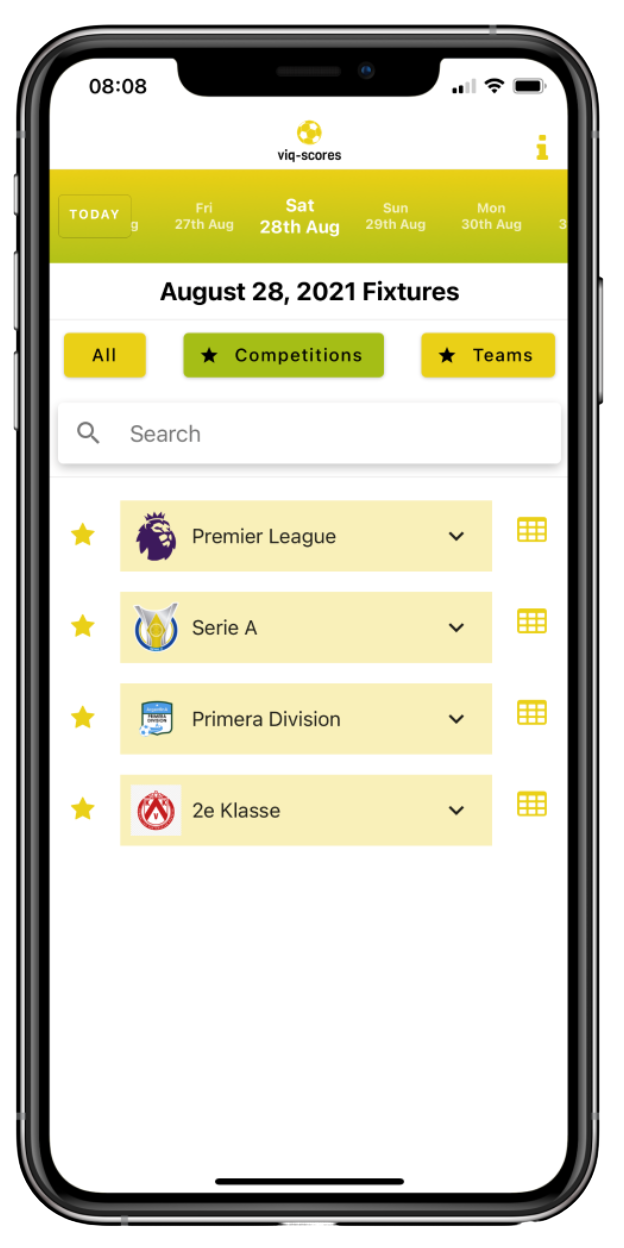 08:08
viq-scores
TODAY
g
Fri
27th Aug
Sat
28th Aug
Sun
29th Aug
Mon
30th Aug
3
August 28, 2021 Fixtures
All
Competitions
Teams
Search
Premier League
Serie A
Primera Division
2e Klasse